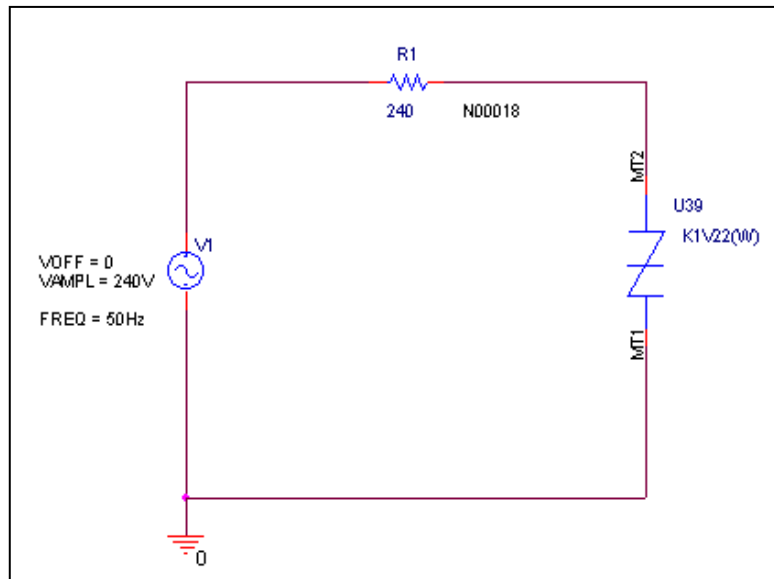 R1
240 N00018
MT2
U39
K1V22(W)
V1
VOFF = 0
VAMPL = 240V
FREQ = 50Hz
MT1
0